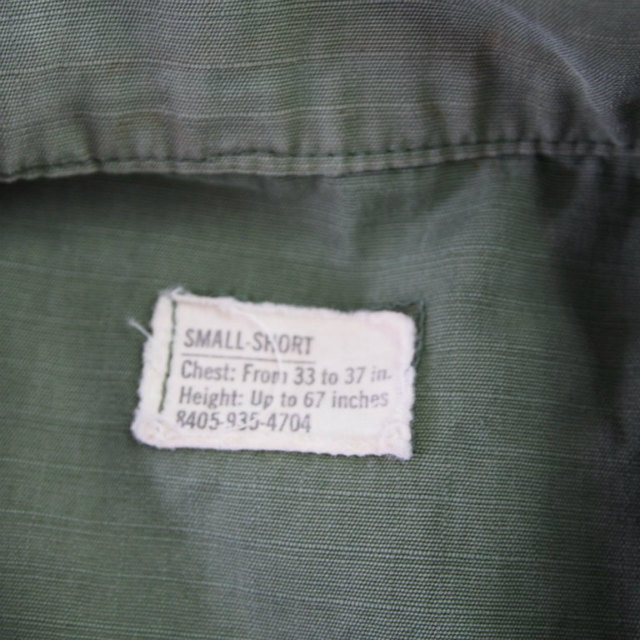 SMALL-SHORT
Chest: From 33 to 37 in.
Height: Up to 67 inches
8405-935-4704